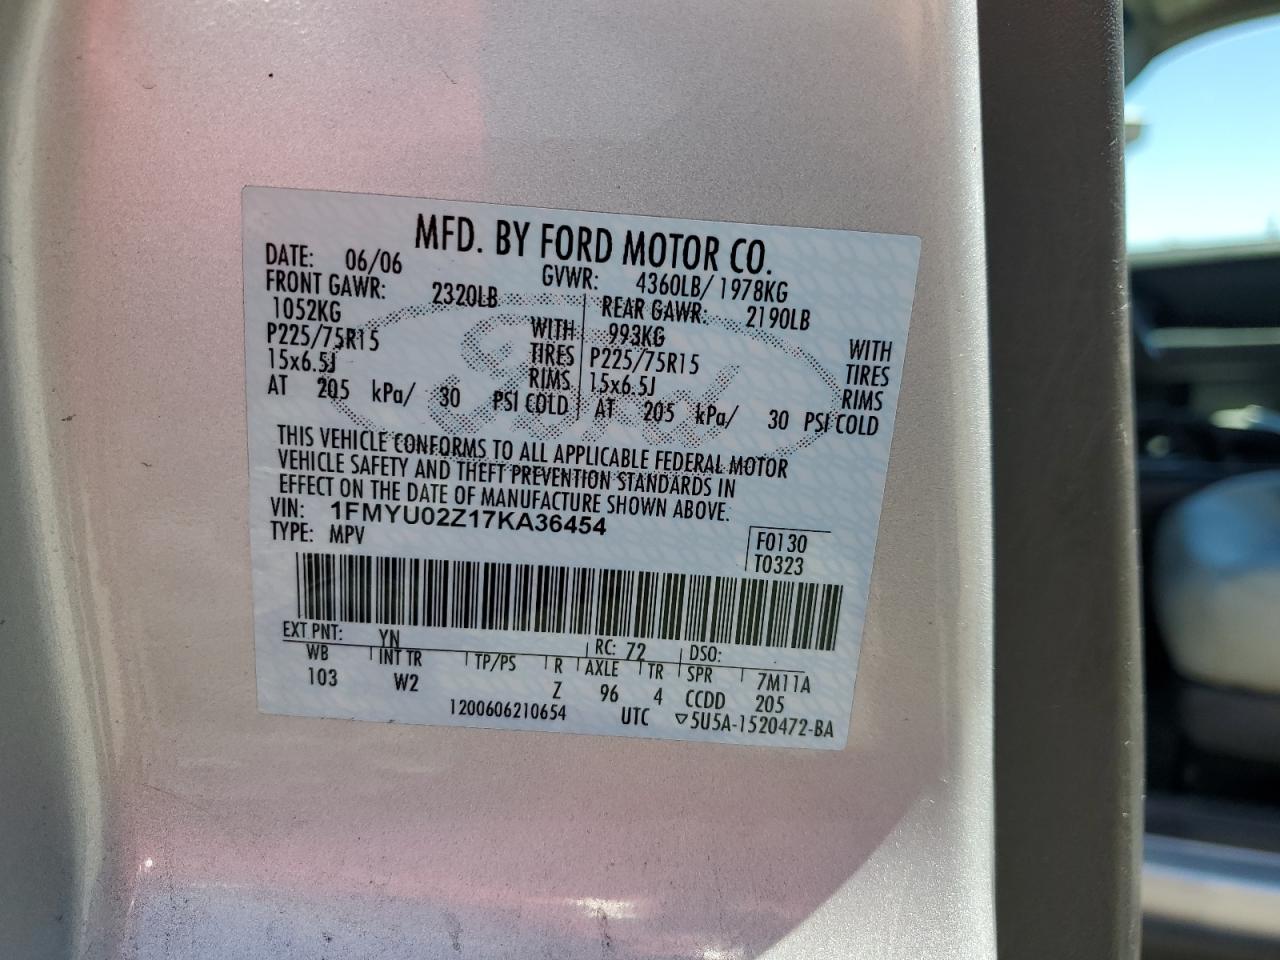 MFD. BY FORD MOTOR CO.
DATE: 06/06 GVWR: 4360LB/ 1978KG
FRONT GAWR: 2320LB REAR GAWR: 2190LB
1052KG WITH 993KG WITH
P225/75R15 TIRES P225/75R15 TIRES
15x6.5J RIMS 15x6.5J RIMS
AT 205 kPa/ 30 PSI COLD AT 205 kPa/ 30 PSI COLD
Ford
THIS VEHICLE CONFORMS TO ALL APPLICABLE FEDERAL MOTOR
VEHICLE SAFETY AND THEFT PREVENTION STANDARDS IN
EFFECT ON THE DATE OF MANUFACTURE SHOWN ABOVE.
VIN: 1FMYU02Z17KA36454
TYPE: MPV
F0130
T0323
EXT PNT: YN RC: 72 DSO:
WB INT TR TP/PS R AXLE TR SPR 7M11A
103 W2 Z 96 4 CCDD 205
1200606210654 UTC ▽5U5A-1520472-BA